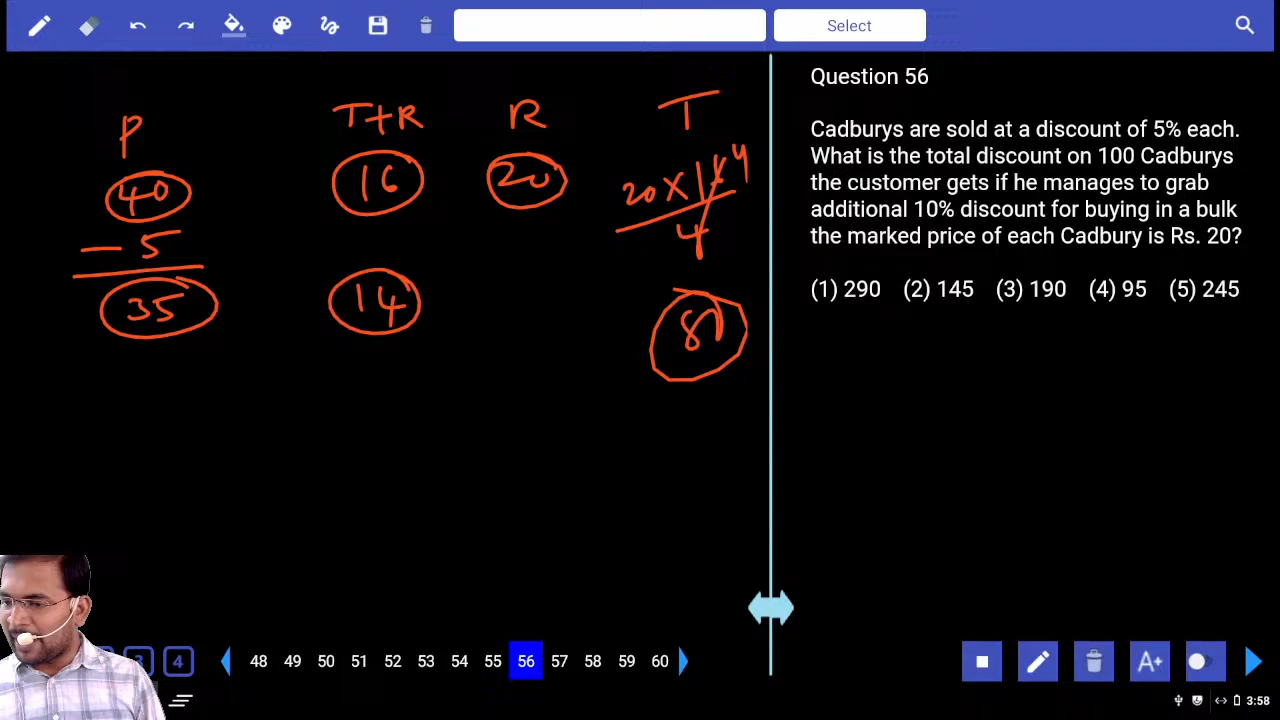 Select
P
T+R
R
T
40
16
20
20 X 16 4
4
- 5
35
14
80
Question 56
Cadburys are sold at a discount of 5% each.
What is the total discount on 100 Cadburys
the customer gets if he manages to grab
additional 10% discount for buying in a bulk
the marked price of each Cadbury is Rs. 20?
(1) 290 (2) 145 (3) 190 (4) 95 (5) 245
3 4 48 49 50 51 52 53 54 55 56 57 58 59 60
A+
3:58